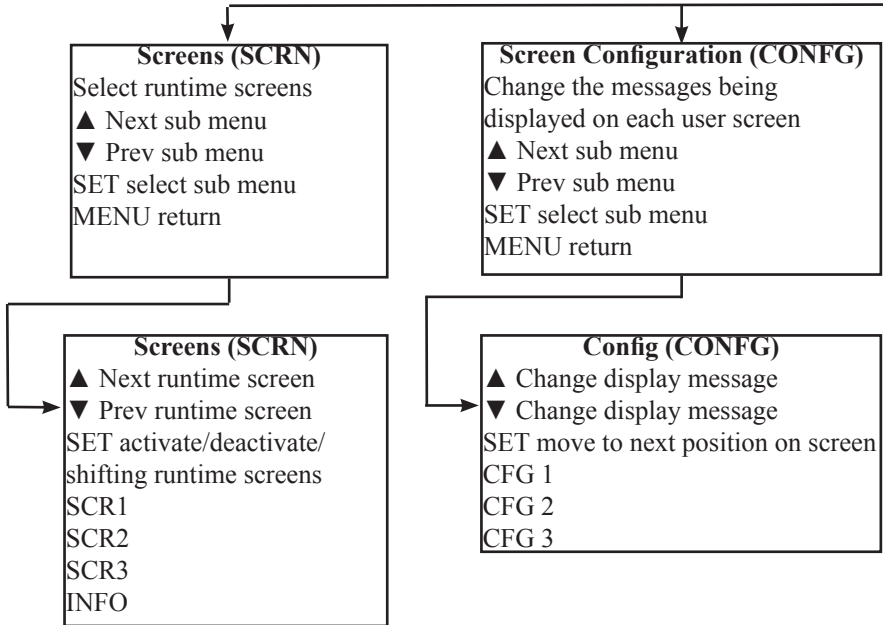 Screens (SCRN)
Select runtime screens
▲ Next sub menu
▼ Prev sub menu
SET select sub menu
MENU return
Screen Configuration (CONFG)
Change the messages being
displayed on each user screen
▲ Next sub menu
▼ Prev sub menu
SET select sub menu
MENU return
Screens (SCRN)
▲ Next runtime screen
▼ Prev runtime screen
SET activate/deactivate/
shifting runtime screens
SCR1
SCR2
SCR3
INFO
Config (CONFG)
▲ Change display message
▼ Change display message
SET move to next position on screen
CFG 1
CFG 2
CFG 3